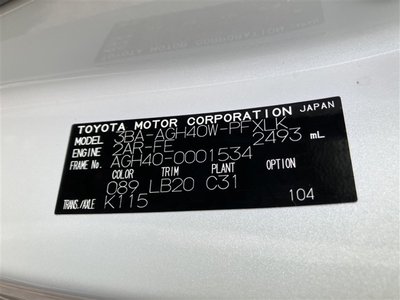 TOYOTA MOTOR CORPORATION JAPAN
MODEL 3BA-AGH40W-PFXLK
ENGINE 2AR-FE 2493 mL
FRAME No. AGH40-0001534
COLOR TRIM PLANT OPTION
089 LB20 C31
TRANS./AXLE K115 104